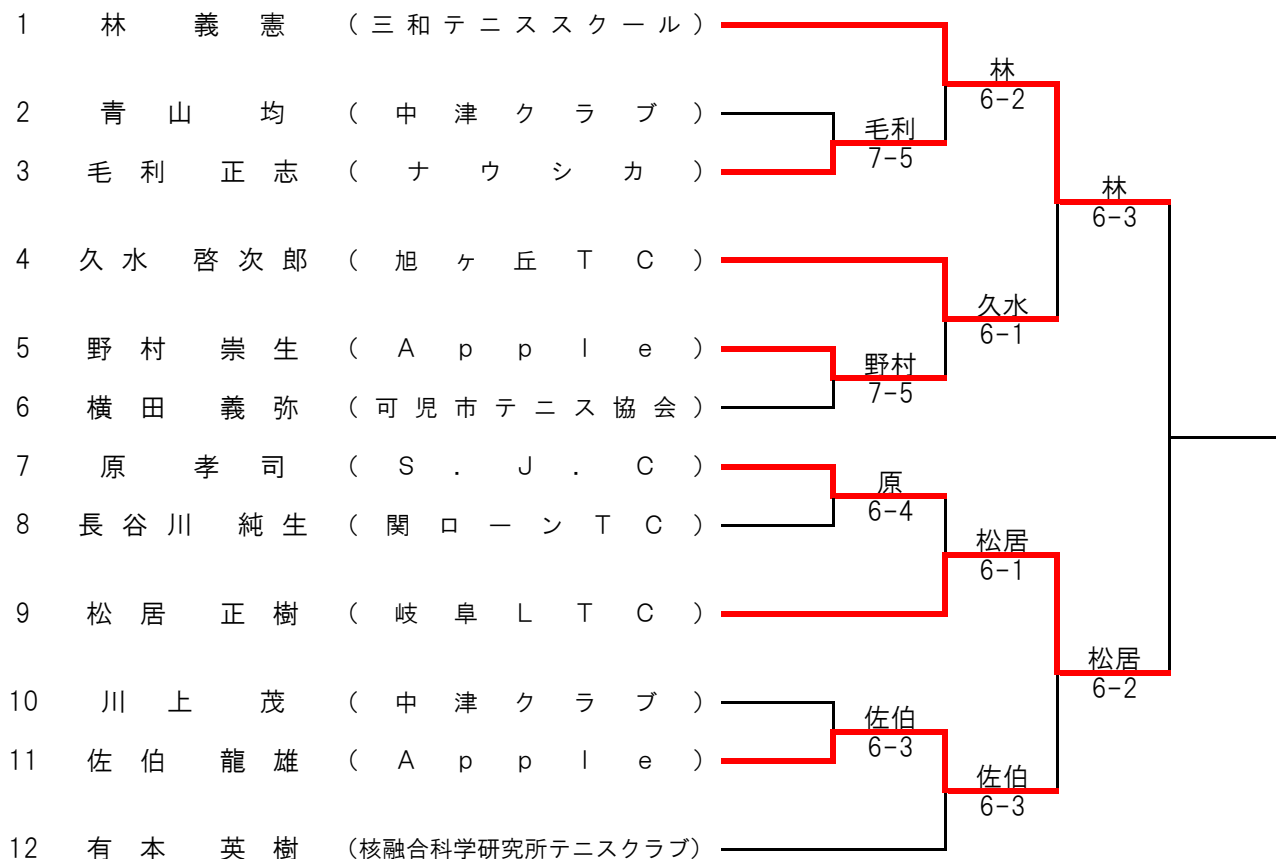 1 林 義憲 (三和テニススクール)
林
6-2
2 青山 均 (中津クラブ)
毛利
7-5
3 毛利 正志 (ナウシカ)
林
6-3
4 久水 啓次郎 (旭ヶ丘TC)
久水
6-1
5 野村 崇生 (Apple)
野村
7-5
6 横田 義弥 (可児市テニス協会)
7 原 孝司 (S.J.C)
原
6-4
8 長谷川 純生 (関ローンTC)
松居
6-1
9 松居 正樹 (岐阜LTC)
松居
6-2
10 川上 茂 (中津クラブ)
佐伯
6-3
11 佐伯 龍雄 (Apple)
佐伯
6-3
12 有本 英樹 (核融合科学研究所テニスクラブ)